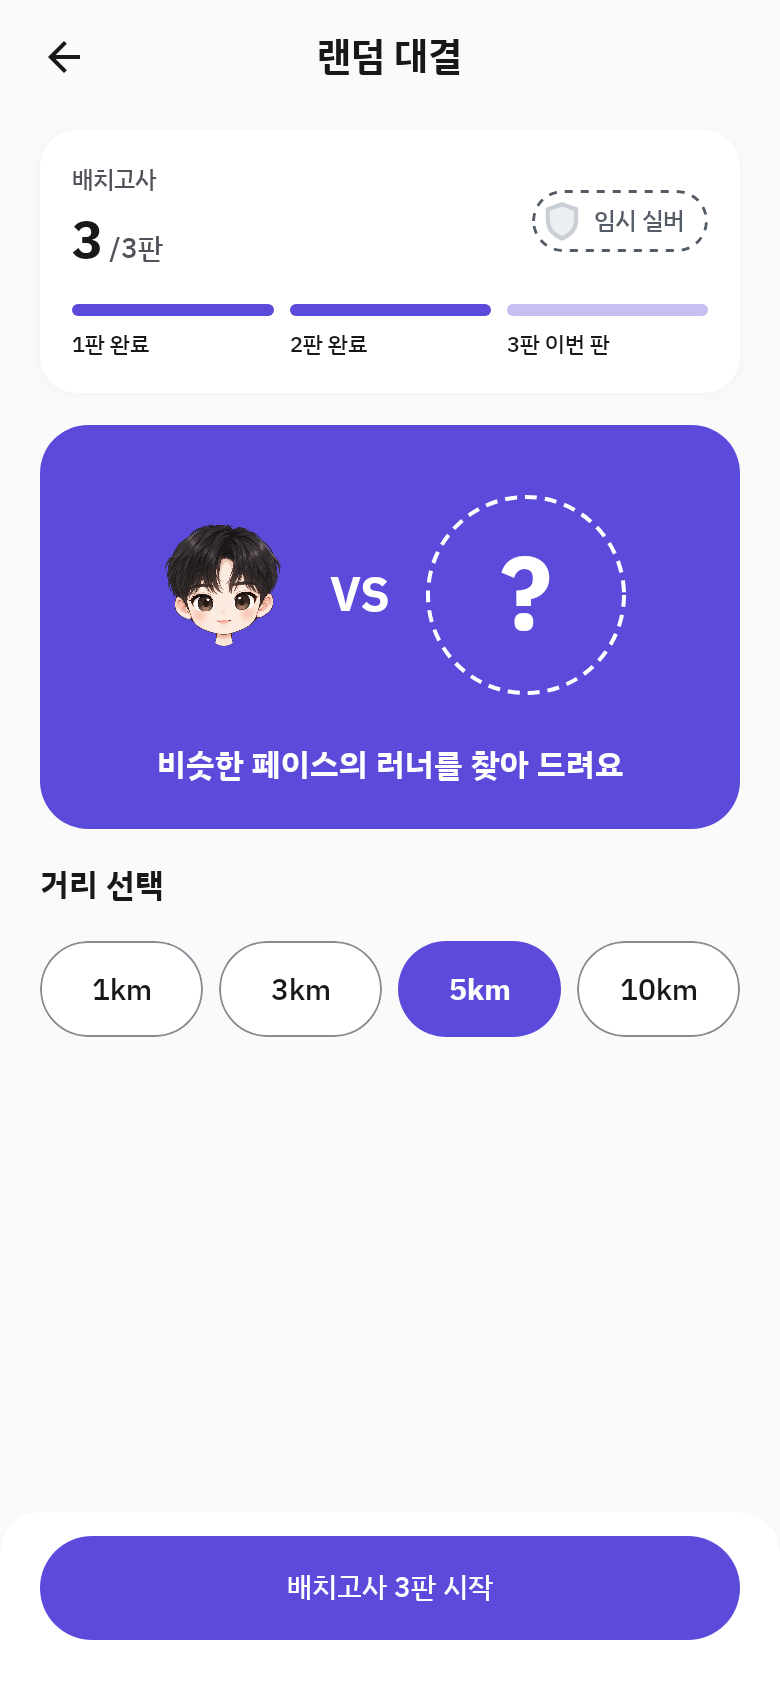 랜덤 대결
배치고사
3 /3판
임시 실버
1판 완료
2판 완료
3판 이번 판
VS
?
비슷한 페이스의 러너를 찾아 드려요
거리 선택
1km
3km
5km
10km
배치고사 3판 시작